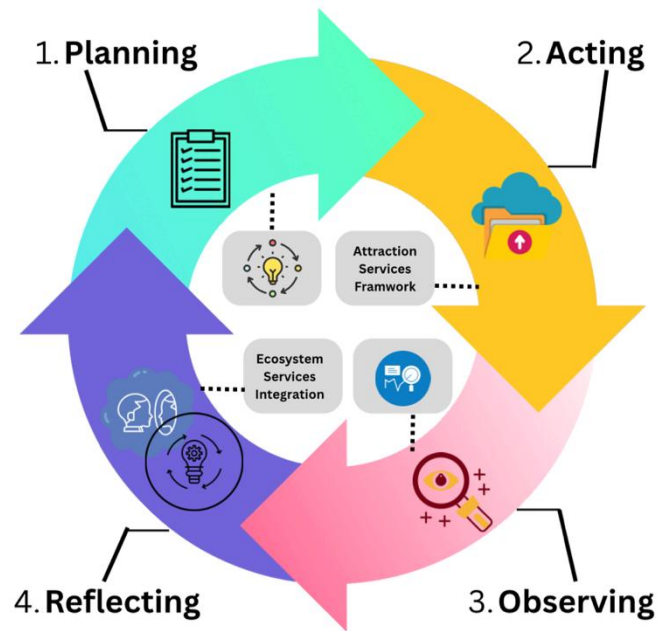 1. Planning
2. Acting
Attraction
Services
Framwork
Ecosystem
Services
Integration
4. Reflecting
3. Observing